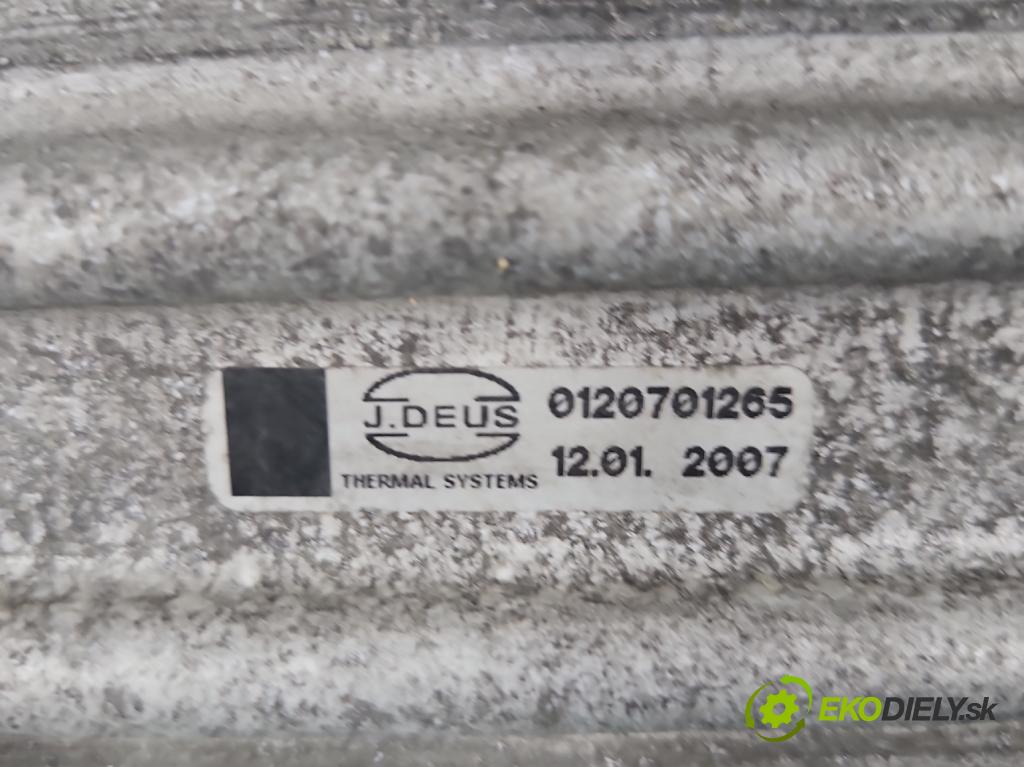 J.DEUS
THERMAL SYSTEMS
0120701265
12.01. 2007
EKODIELY.sk